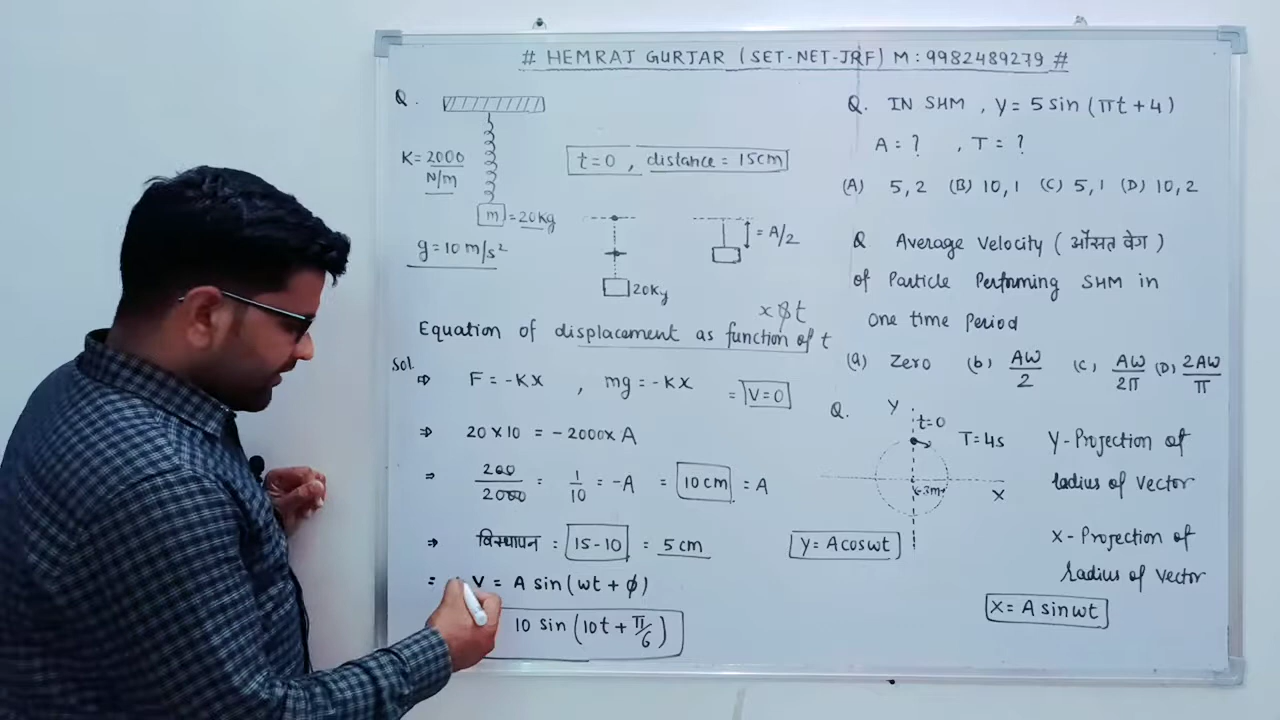 # HEMRAJ GURJAR (SET-NET-JRF) M: 9982489279 #
Q.
K = 2000
N/m
m = 20kg
g = 10 m/s²
t=0, distance = 15cm
= A/2
20Kg
x φ t
Equation of displacement as function of t
Sol.
⇒ F = -Kx , mg = -Kx = V=0
⇒ 20 × 10 = -2000 x A
⇒ 200/2000 = 1/10 = -A = 10cm = A
⇒ विस्थापन = 15-10 = 5 cm
= y = A sin(wt + φ)
10 sin(10t + π/6)
Q. IN SHM , y = 5 sin (πt + 4)
A = ? , T = ?
(A) 5, 2 (B) 10, 1 (C) 5, 1 (D) 10, 2
Q Average Velocity (औसत वेग)
of Particle Performing SHM in
One time Period
(a) Zero (b) Aω/2 (C) Aω/2π (D) 2Aω/π
Q.
Y
t=0
T=4s
3m
X
Y-Projection of
radius of vector
X-Projection of
radius of vector
Y = Acoswt
X = A sinwt